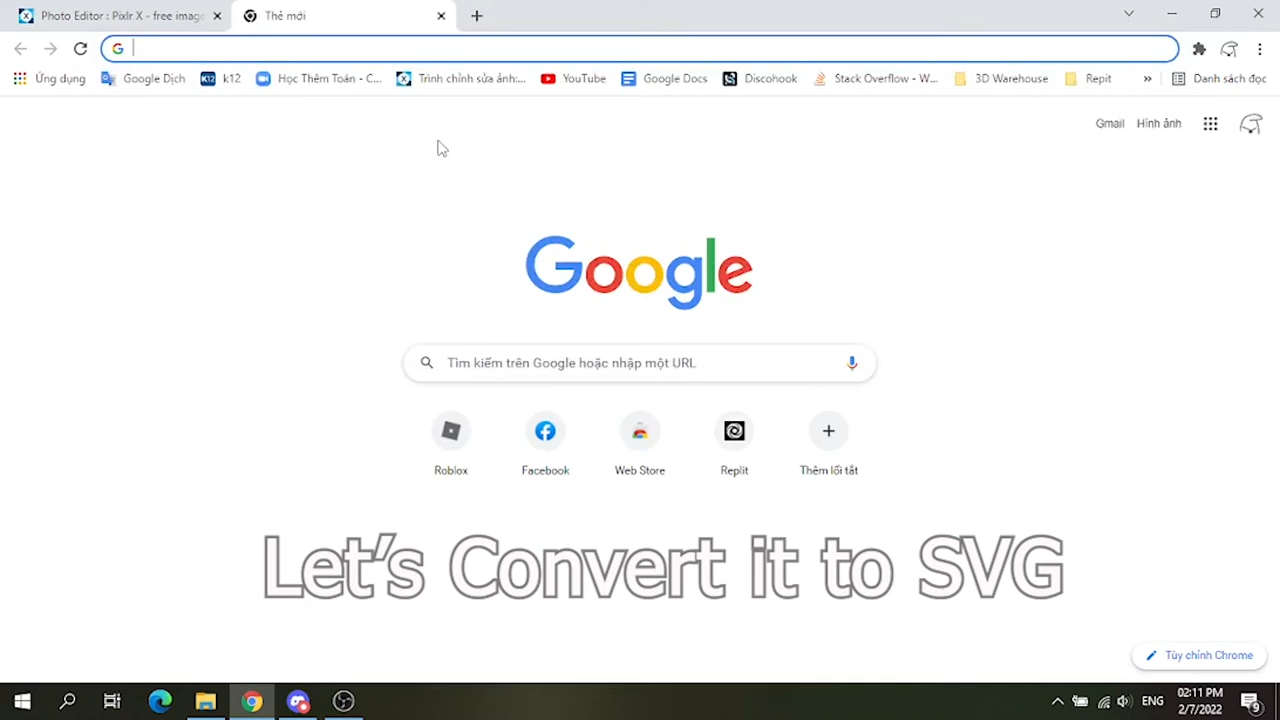 Photo Editor : Pixlr X - free image
Thẻ mới
Ứng dụng
Google Dịch
K12
k12
Học Thêm Toán - C...
Trình chỉnh sửa ảnh:...
YouTube
Google Docs
Discohook
Stack Overflow - W...
3D Warehouse
Repit
»
Danh sách đọc
Gmail
Hình ảnh
Google
Tìm kiếm trên Google hoặc nhập một URL
Roblox
Facebook
Web Store
Replit
Thêm lối tắt
Let's Convert it to SVG
Tùy chỉnh Chrome
ENG
02:11 PM
2/7/2022
9